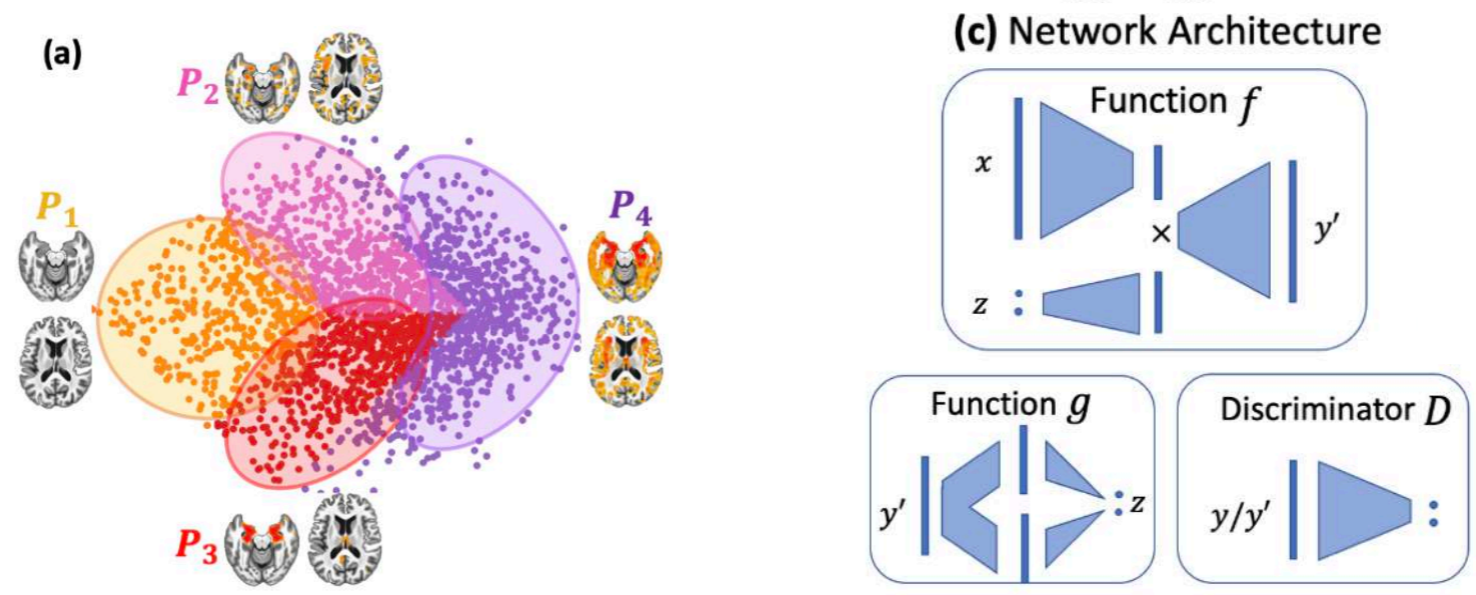 (a)
P₂
P₁
P₄
P₃
(c) Network Architecture
Function f
x
×
y′
z
Function g
y′
z
Discriminator D
y/y′